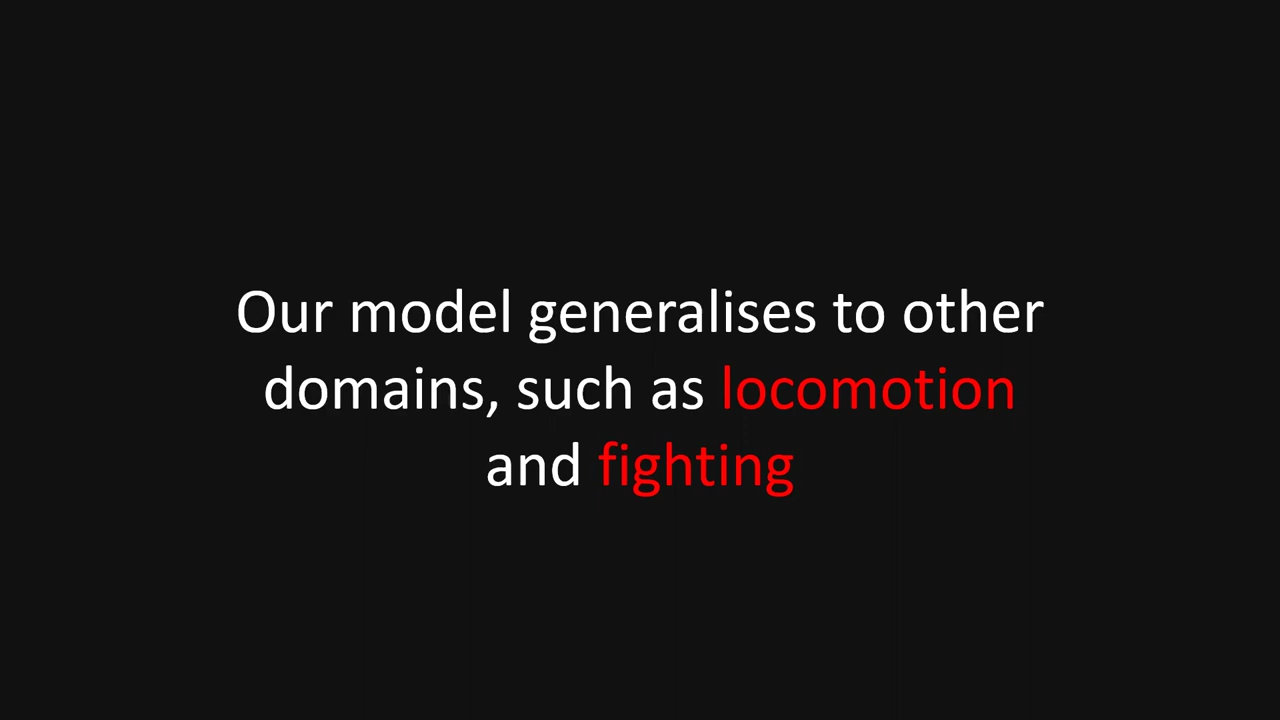 Our model generalises to other
domains, such as locomotion
and fighting